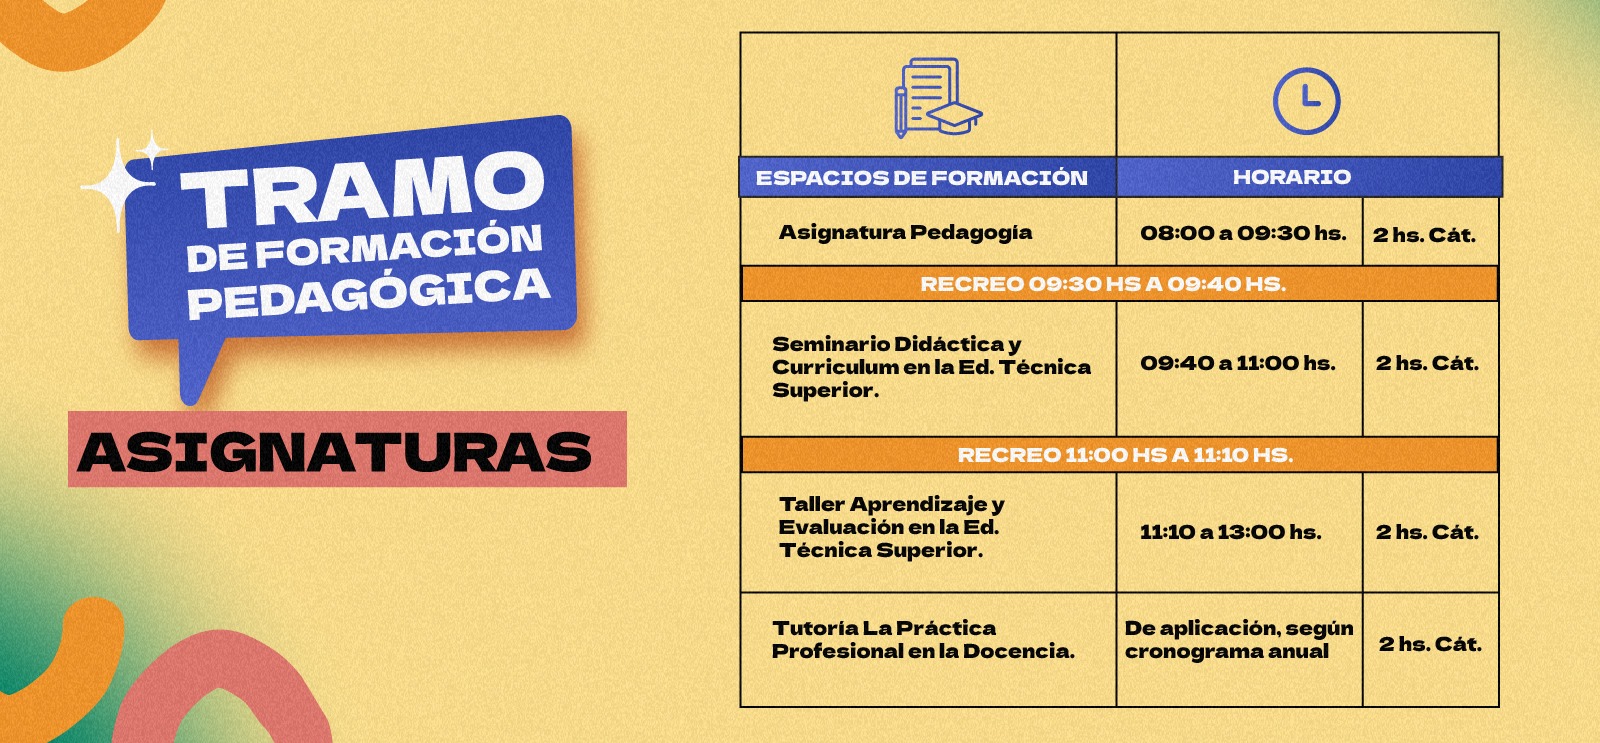 TRAMO
DE FORMACIÓN
PEDAGÓGICA
ASIGNATURAS
ESPACIOS DE FORMACIÓN
HORARIO
Asignatura Pedagogía
08:00 a 09:30 hs.
2 hs. Cát.
RECREO 09:30 HS A 09:40 HS.
Seminario Didáctica y
Curriculum en la Ed. Técnica
Superior.
09:40 a 11:00 hs.
2 hs. Cát.
RECREO 11:00 HS A 11:10 HS.
Taller Aprendizaje y
Evaluación en la Ed.
Técnica Superior.
11:10 a 13:00 hs.
2 hs. Cát.
Tutoría La Práctica
Profesional en la Docencia.
De aplicación, según
cronograma anual
2 hs. Cát.